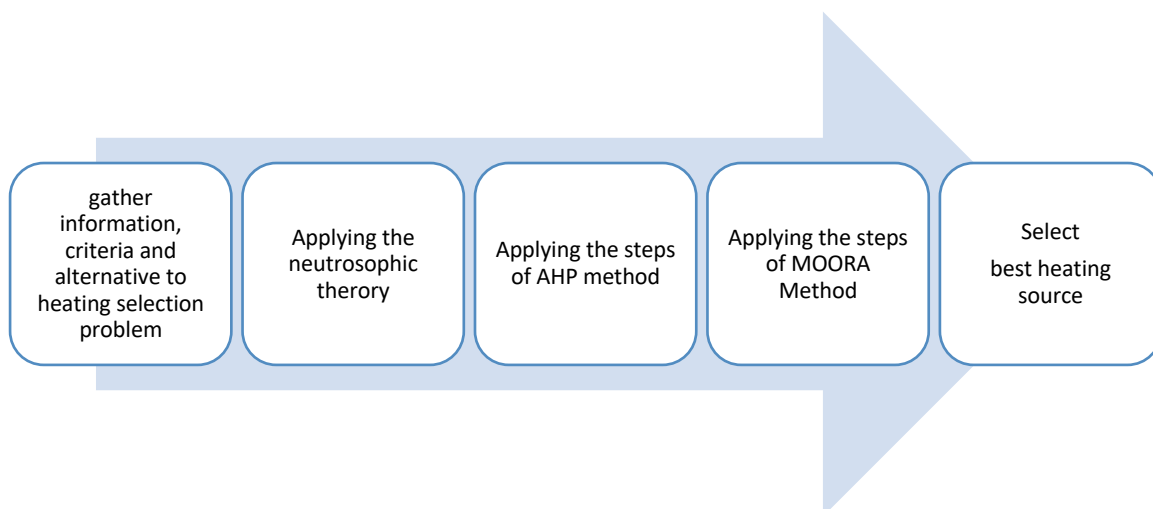 gather
information,
criteria and
alternative to
heating selection
problem
Applying the
neutrosophic
therory
Applying the steps
of AHP method
Applying the steps
of MOORA
Method
Select
best heating
source